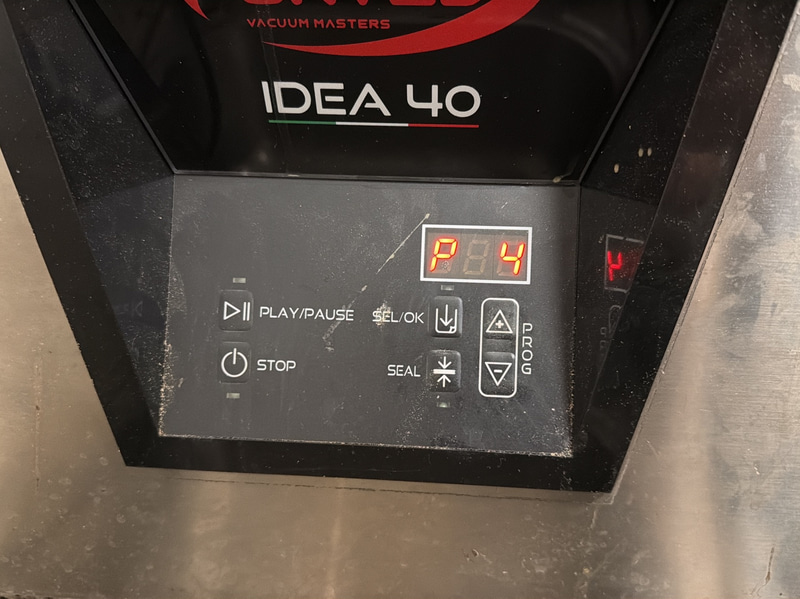 VACUUM MASTERS
IDEA 40
P 4
PLAY/PAUSE
SEL/OK
STOP
SEAL
PROG